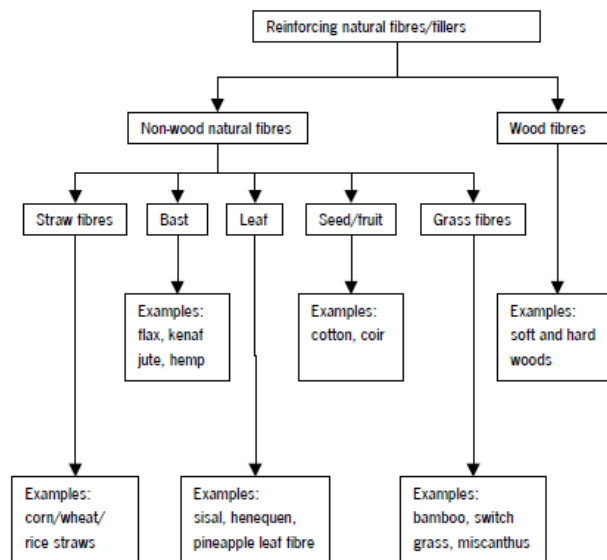 Reinforcing natural fibres/fillers
Non-wood natural fibres
Wood fibres
Straw fibres
Bast
Leaf
Seed/fruit
Grass fibres
Examples:
flax, kenaf
jute, hemp
Examples:
cotton, coir
Examples:
soft and hard
woods
Examples:
corn/wheat/
rice straws
Examples:
sisal, henequen,
pineapple leaf fibre
Examples:
bamboo, switch
grass, miscanthus